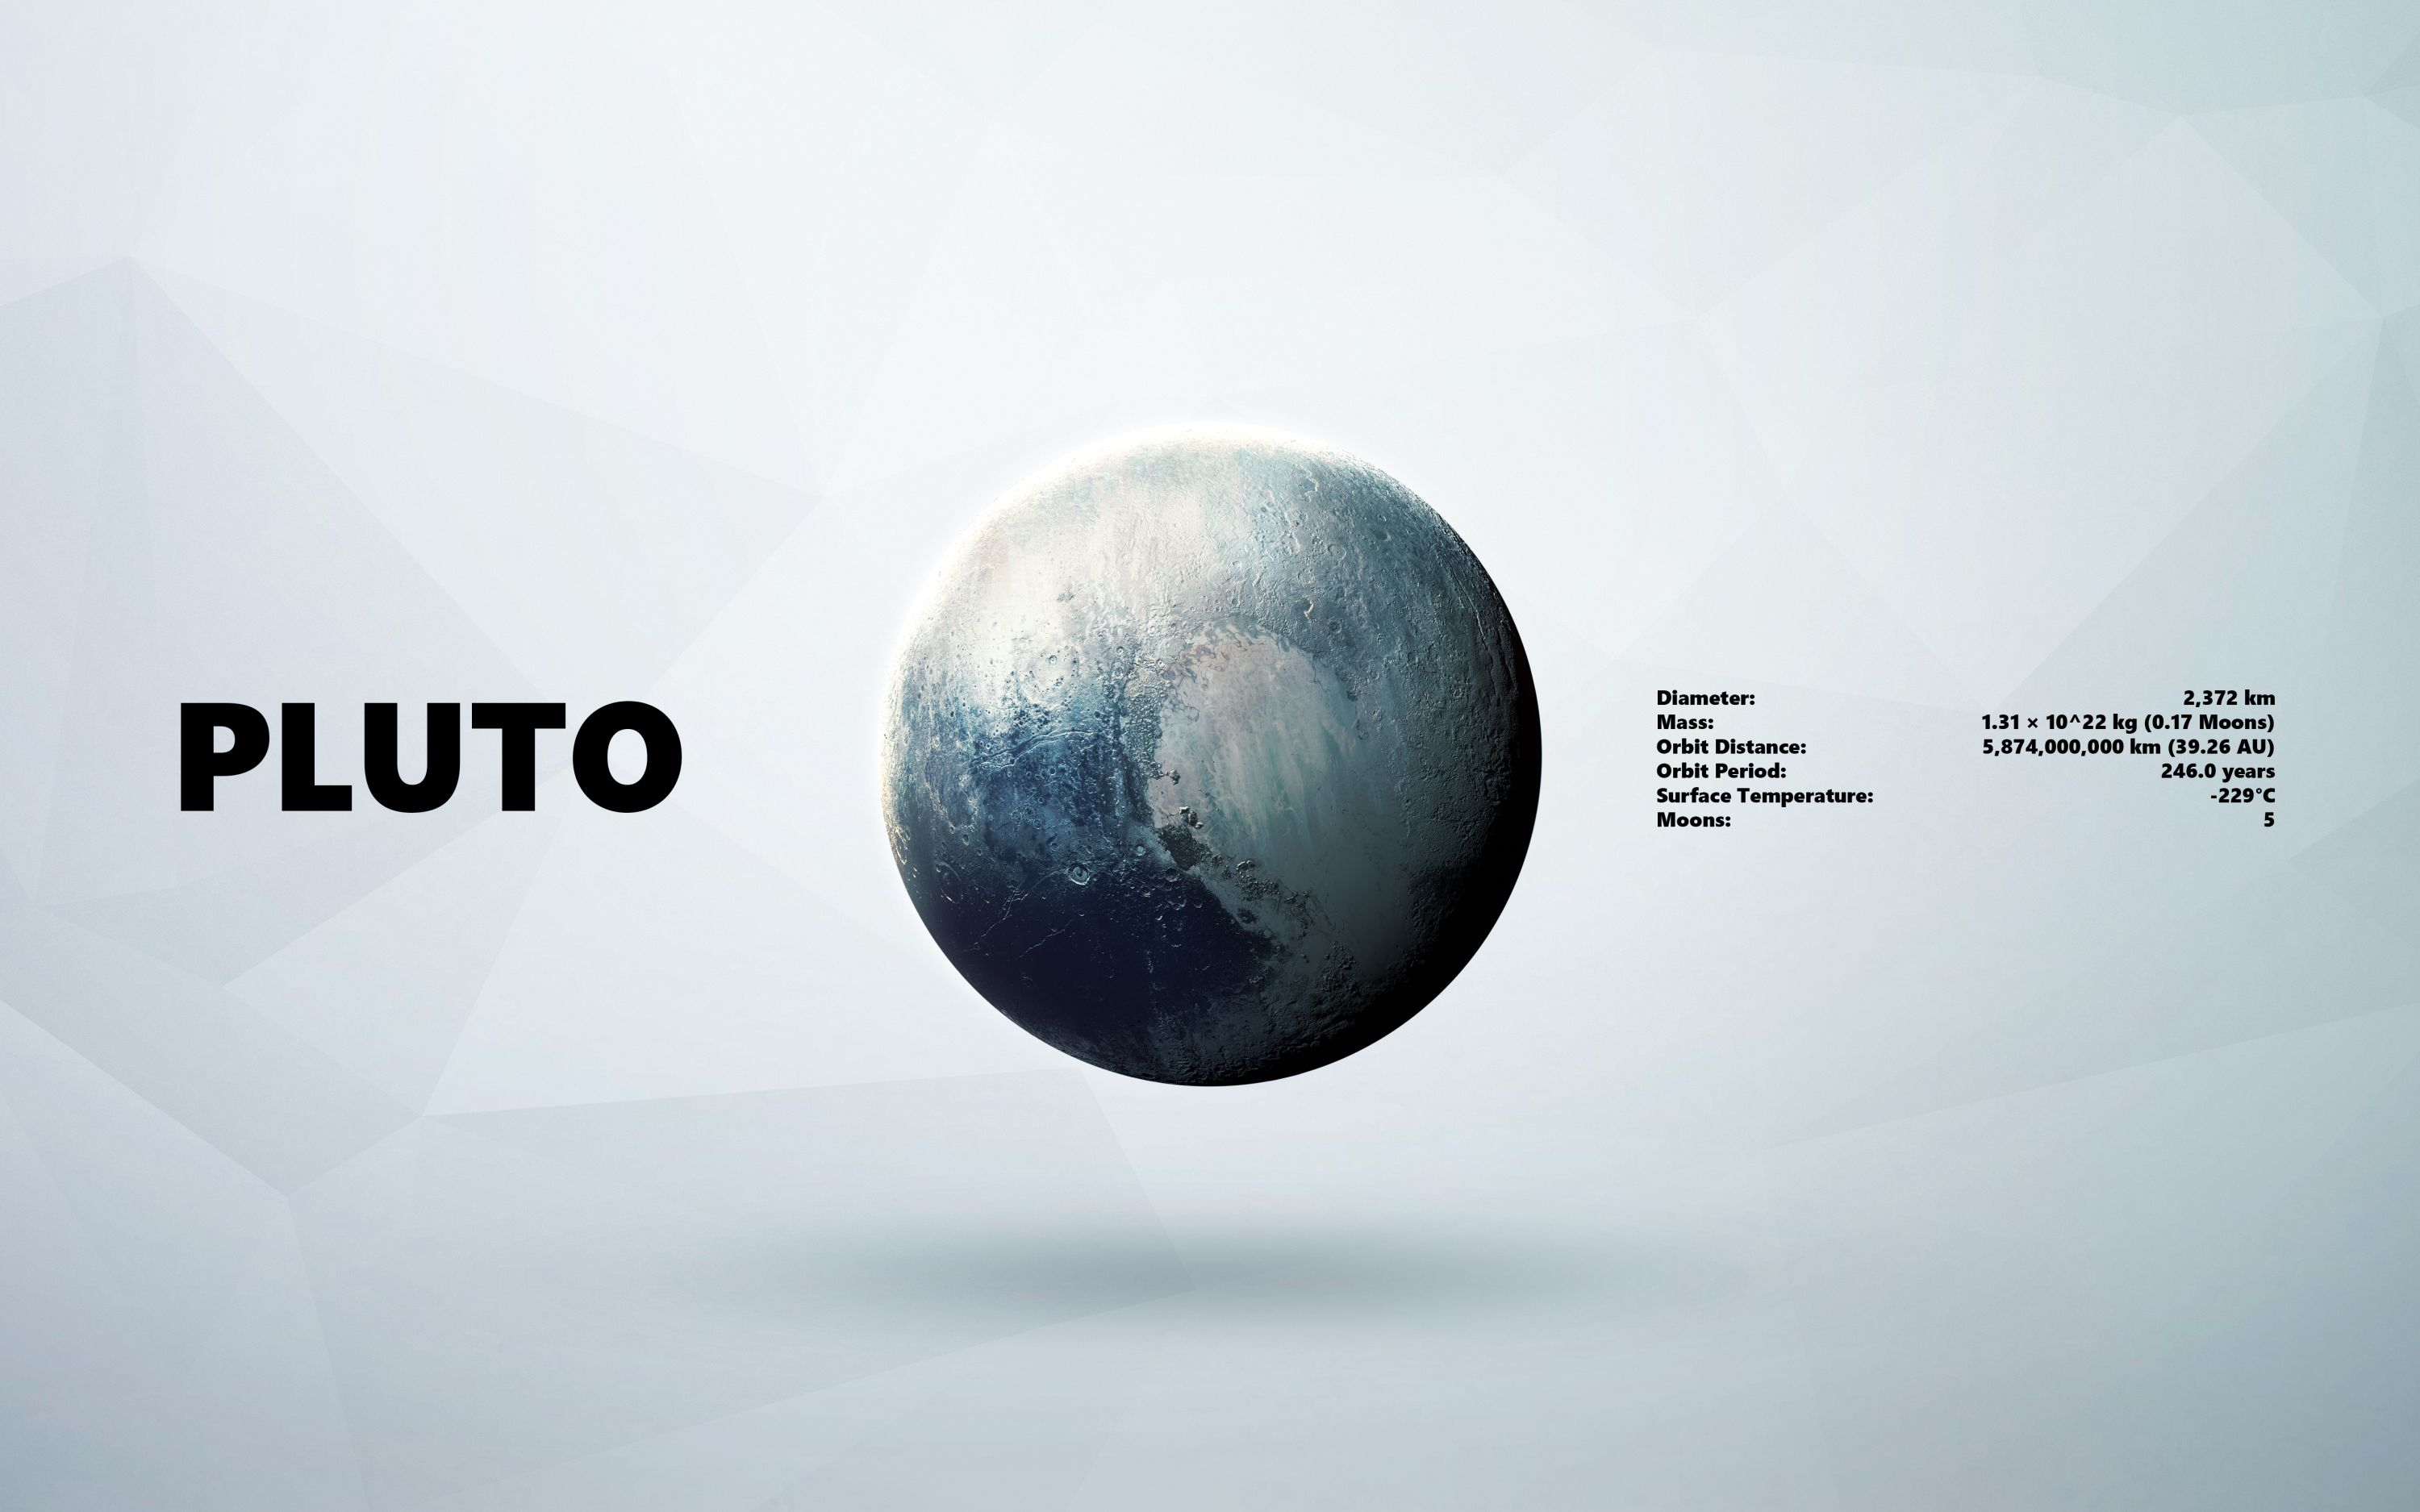 PLUTO
Diameter: 2,372 km
Mass: 1.31 × 10^22 kg (0.17 Moons)
Orbit Distance: 5,874,000,000 km (39.26 AU)
Orbit Period: 246.0 years
Surface Temperature: -229°C
Moons: 5